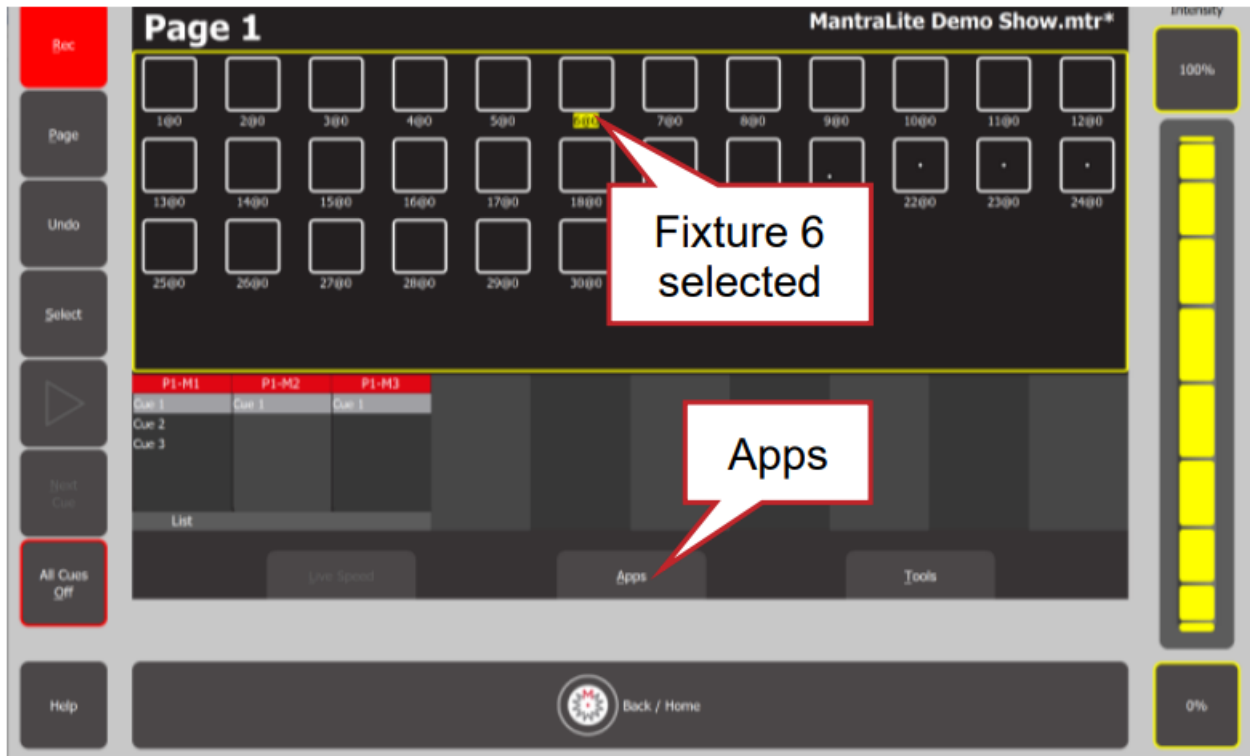 Intensity
Rec
Page 1
MantraLite Demo Show.mtr*
100%
1@0 2@0 3@0 4@0 5@0 6@0 7@0 8@0 9@0 10@0 11@0 12@0
Page
13@0 14@0 15@0 16@0 17@0 18@0 22@0 23@0 24@0
Undo
Fixture 6
selected
25@0 26@0 27@0 28@0 29@0 30@0
Select
P1-M1 P1-M2 P1-M3
Cue 1 Cue 1 Cue 1
Cue 2
Cue 3
Apps
Next
Cue
List
All Cues
Off
Live Speed
Apps
Tools
Help
Back / Home
0%